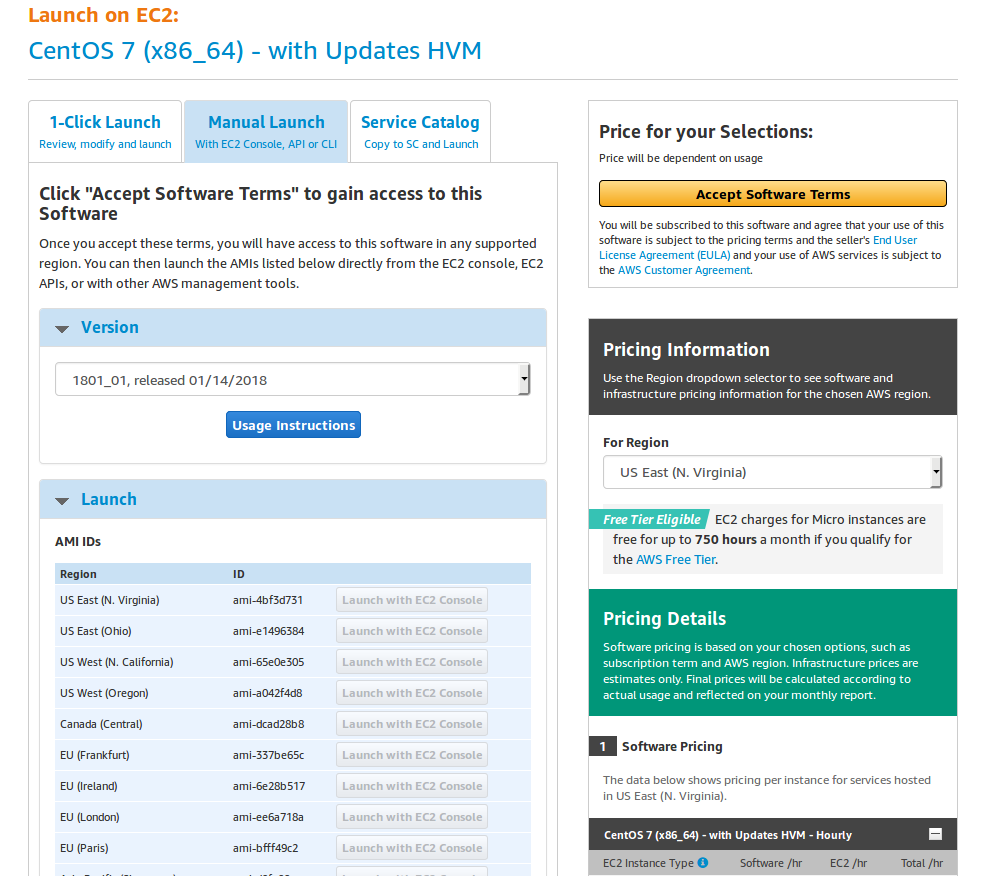 Launch on EC2:
CentOS 7 (x86_64) - with Updates HVM
1-Click Launch
Review, modify and launch
Manual Launch
With EC2 Console, API or CLI
Service Catalog
Copy to SC and Launch
Click "Accept Software Terms" to gain access to this
Software
Once you accept these terms, you will have access to this software in any supported
region. You can then launch the AMIs listed below directly from the EC2 console, EC2
APIs, or with other AWS management tools.
Version
1801_01, released 01/14/2018
Usage Instructions
Launch
AMI IDs
Region ID
US East (N. Virginia) ami-4bf3d731 Launch with EC2 Console
US East (Ohio) ami-e1496384 Launch with EC2 Console
US West (N. California) ami-65e0e305 Launch with EC2 Console
US West (Oregon) ami-a042f4d8 Launch with EC2 Console
Canada (Central) ami-dcad28b8 Launch with EC2 Console
EU (Frankfurt) ami-337be65c Launch with EC2 Console
EU (Ireland) ami-6e28b517 Launch with EC2 Console
EU (London) ami-ee6a718a Launch with EC2 Console
EU (Paris) ami-bfff49c2 Launch with EC2 Console
Price for your Selections:
Price will be dependent on usage
Accept Software Terms
You will be subscribed to this software and agree that your use of this
software is subject to the pricing terms and the seller's End User
License Agreement (EULA) and your use of AWS services is subject to
the AWS Customer Agreement.
Pricing Information
Use the Region dropdown selector to see software and
infrastructure pricing information for the chosen AWS region.
For Region
US East (N. Virginia)
Free Tier Eligible EC2 charges for Micro instances are
free for up to 750 hours a month if you qualify for
the AWS Free Tier.
Pricing Details
Software pricing is based on your chosen options, such as
subscription term and AWS region. Infrastructure prices are
estimates only. Final prices will be calculated according to
actual usage and reflected on your monthly report.
1 Software Pricing
The data below shows pricing per instance for services hosted
in US East (N. Virginia).
CentOS 7 (x86_64) - with Updates HVM - Hourly
EC2 Instance Type Software /hr EC2 /hr Total /hr